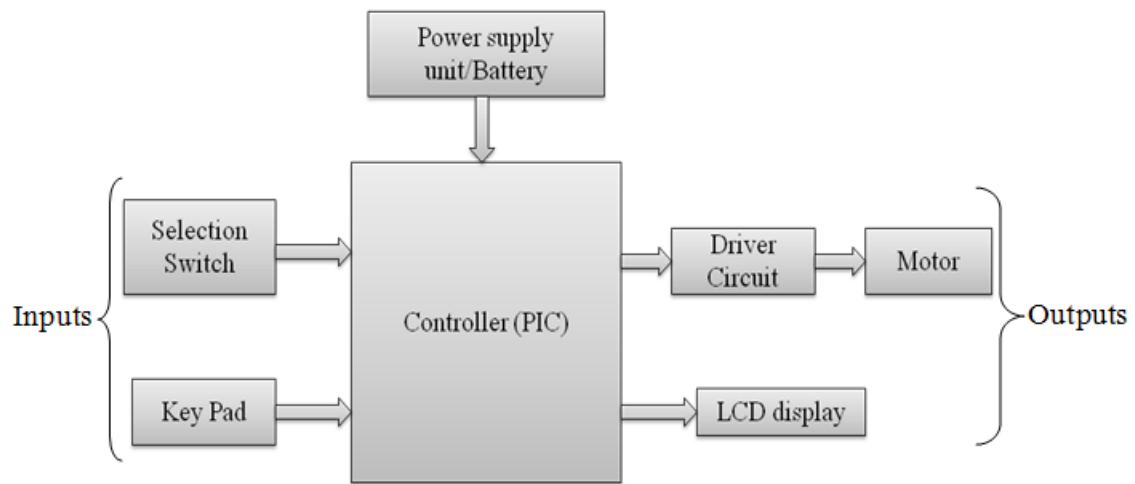 Power supply
unit/Battery
Selection
Switch
Driver
Circuit
Motor
Inputs
Controller (PIC)
Outputs
Key Pad
LCD display